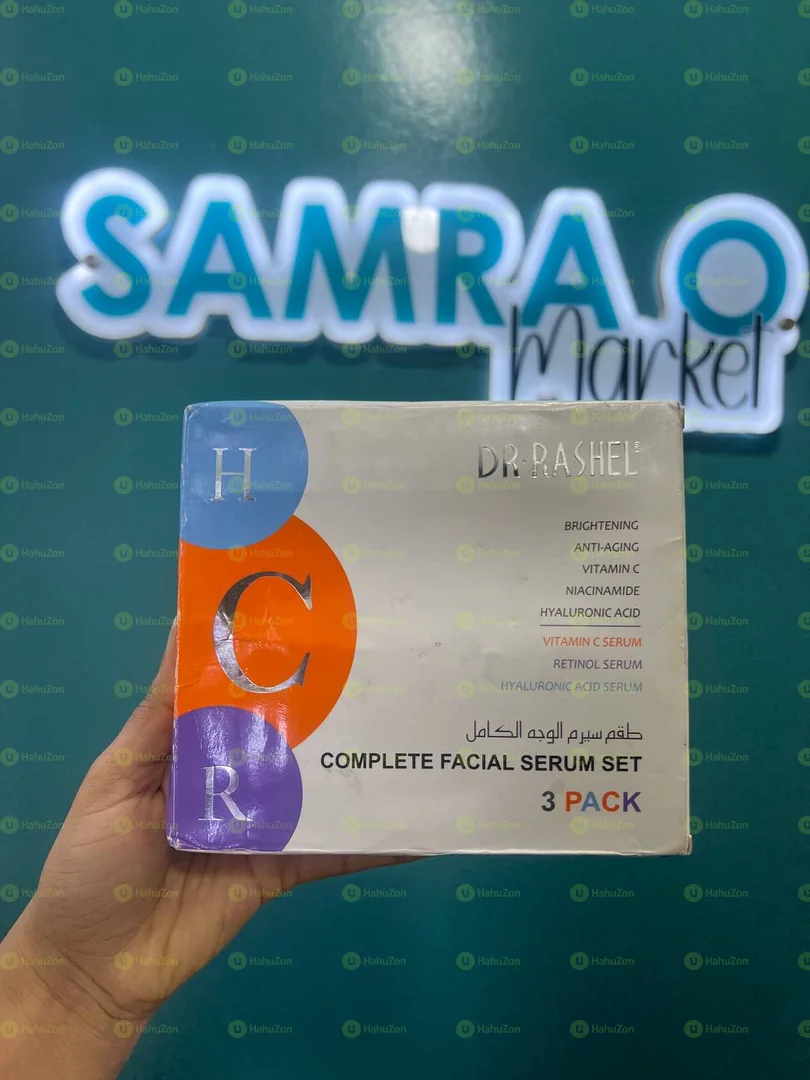 SAMRA O
Market
H
C
R
DR·RASHEL®
BRIGHTENING
ANTI-AGING
VITAMIN C
NIACINAMIDE
HYALURONIC ACID
VITAMIN C SERUM
RETINOL SERUM
HYALURONIC ACID SERUM
طقم سيرم الوجه الكامل
COMPLETE FACIAL SERUM SET
3 PACK
HahuZon